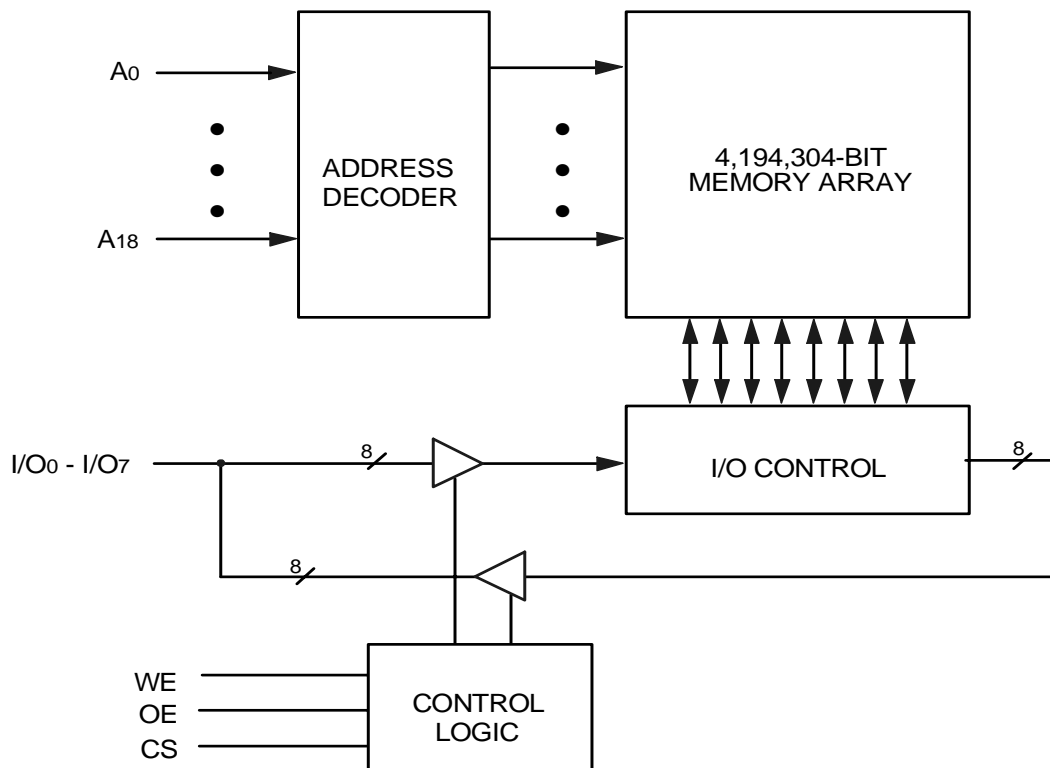 A0
A18
ADDRESS
DECODER
4,194,304-BIT
MEMORY ARRAY
I/O0 - I/O7
8
I/O CONTROL
8
8
WE
OE
CS
CONTROL
LOGIC